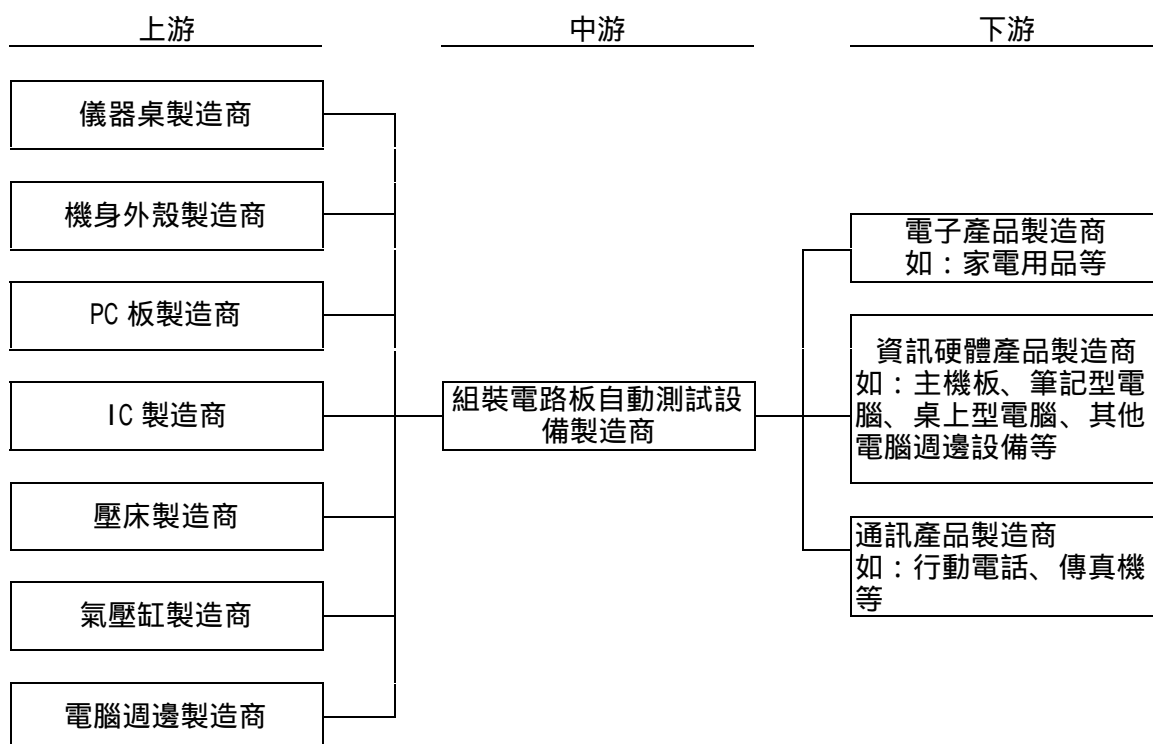 上游
中游
下游
儀器桌製造商
機身外殼製造商
PC 板製造商
IC 製造商
壓床製造商
氣壓缸製造商
電腦週邊製造商
組裝電路板自動測試設
備製造商
電子產品製造商
如：家電用品等
資訊硬體產品製造商
如：主機板、筆記型電
腦、桌上型電腦、其他
電腦週邊設備等
通訊產品製造商
如：行動電話、傳真機
等